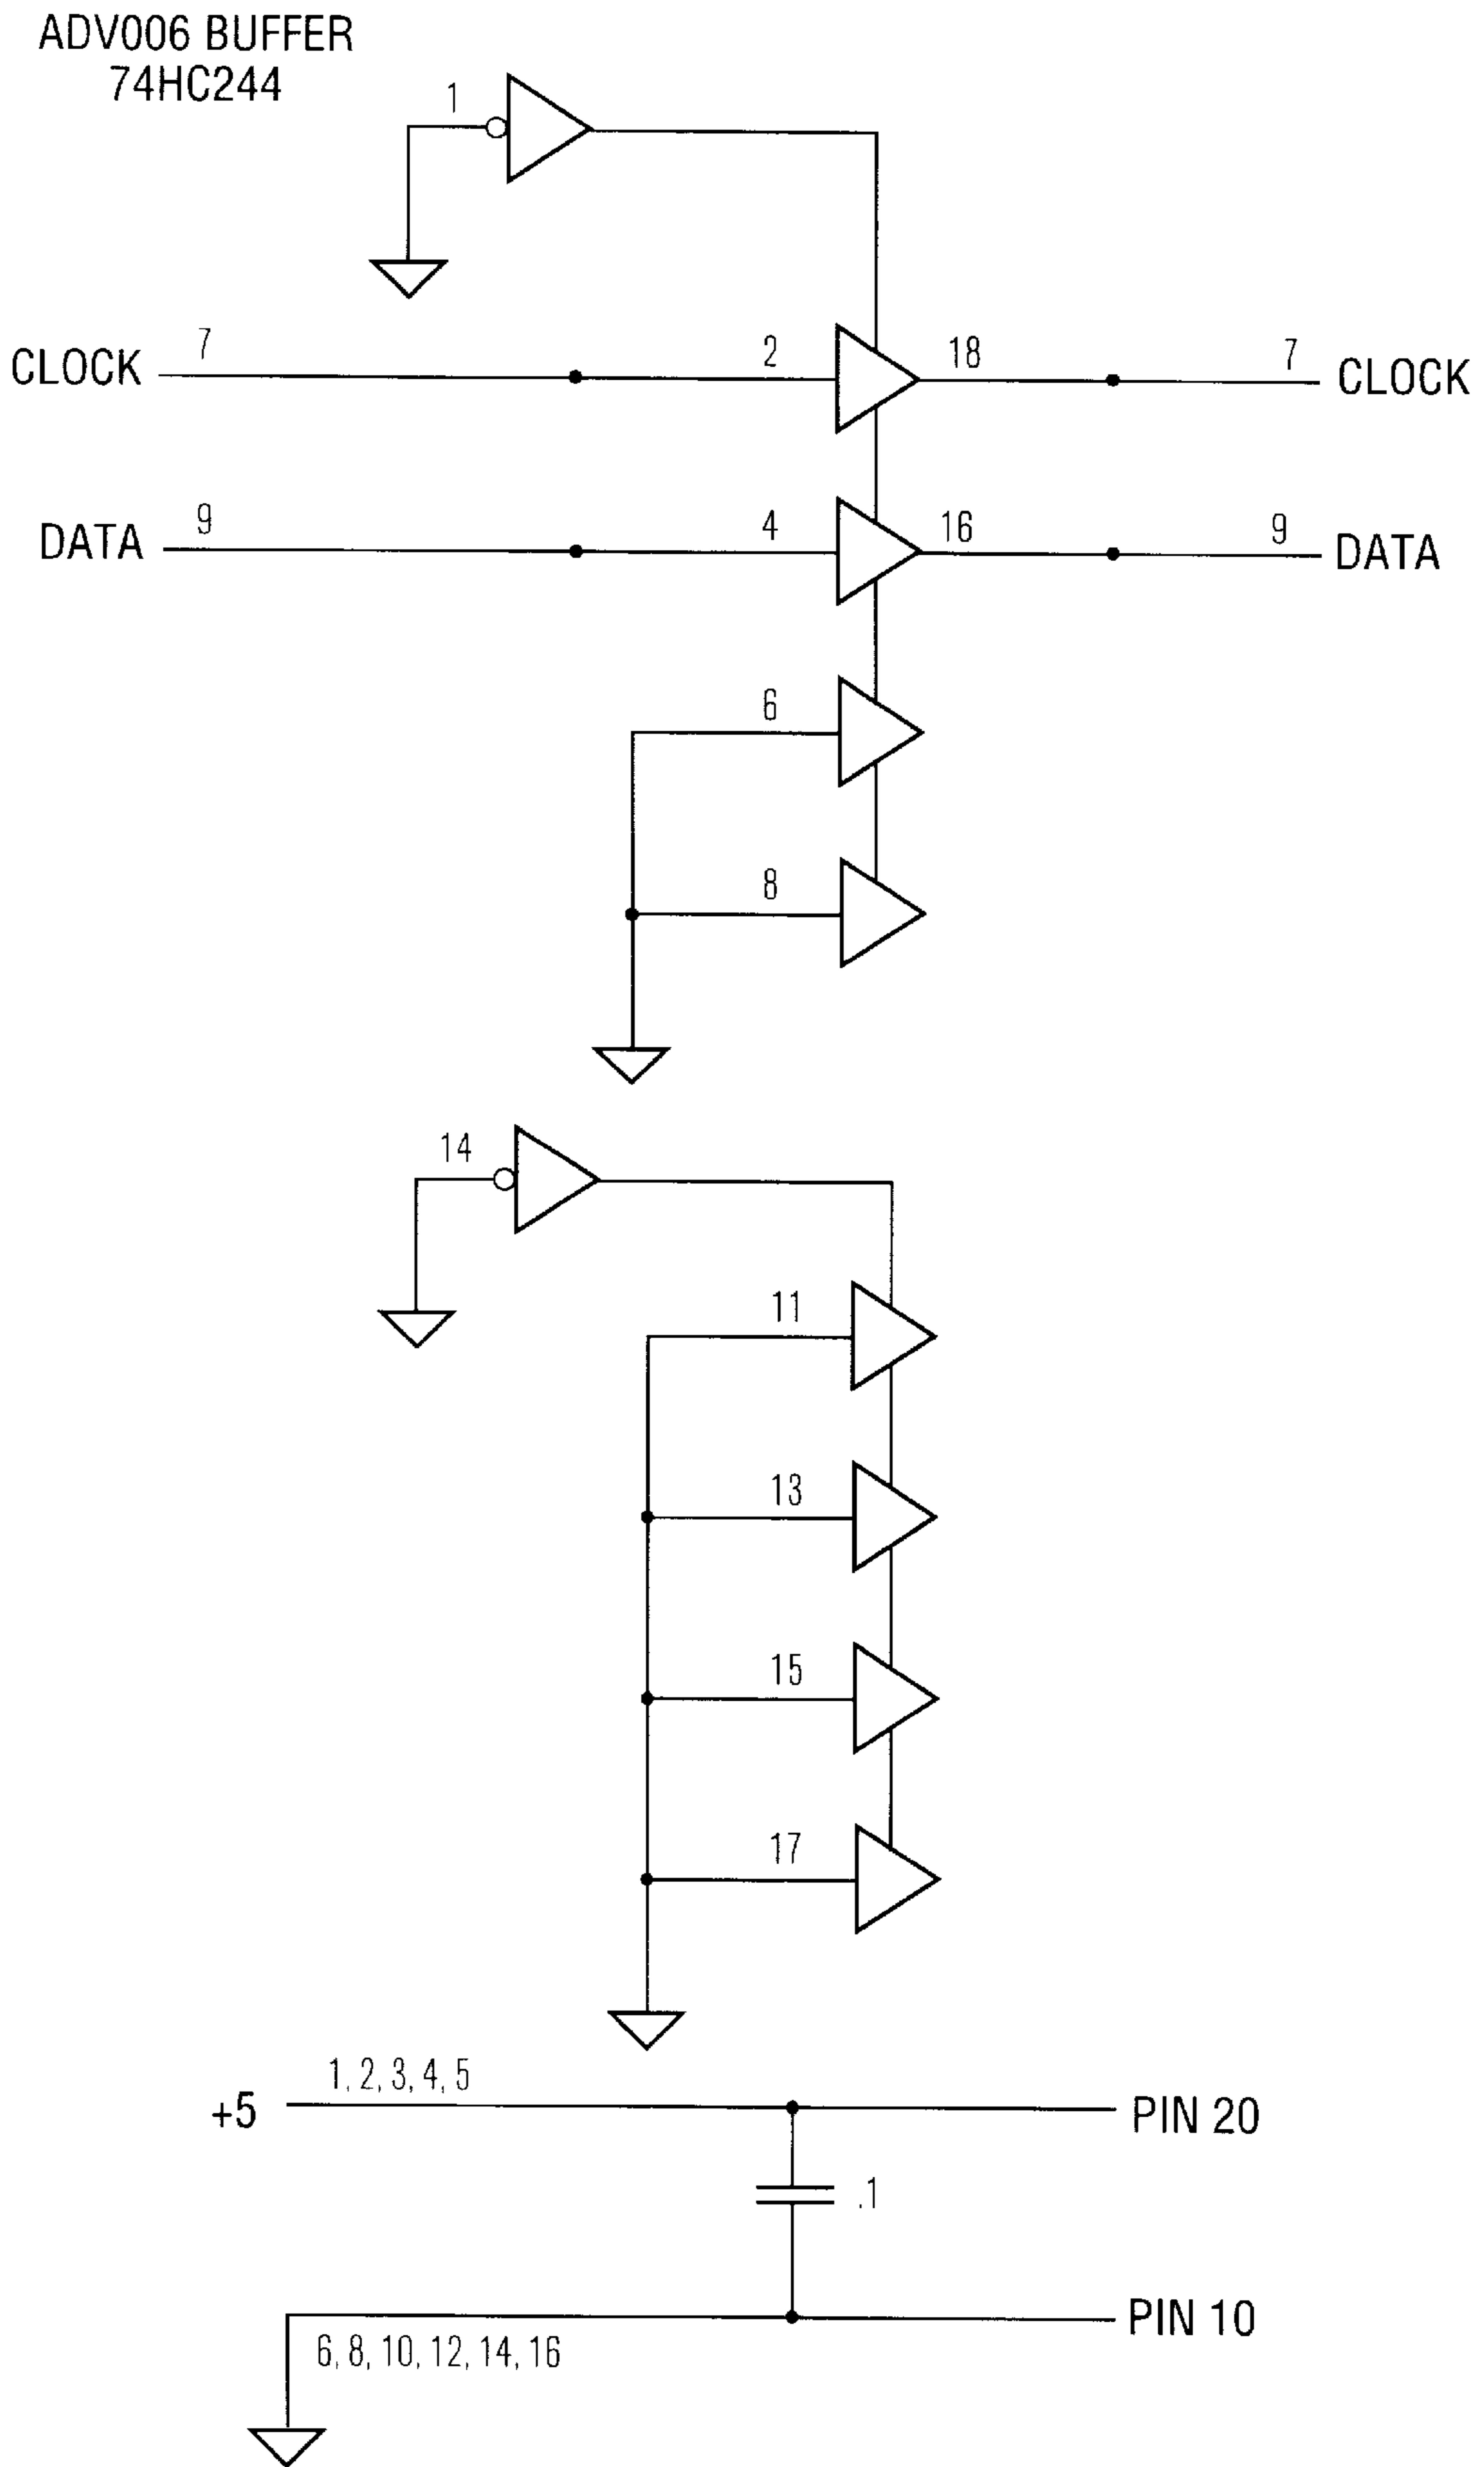 ADV006 BUFFER
74HC244
1
CLOCK 7 2 18 7 CLOCK
DATA 9 4 16 9 DATA
6
8
14
11
13
15
17
1, 2, 3, 4, 5
+5 PIN 20
.1
PIN 10
6, 8, 10, 12, 14, 16